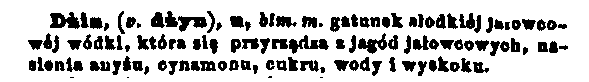 Dżin, (v. dżyn), u, blm. m. gatunek słodkiéj jałowco-
wéj wódki, która się przyrządza z jagód jałowcowych, na-
sienia anyżu, cynamonu, cukru, wody i wyskoku.